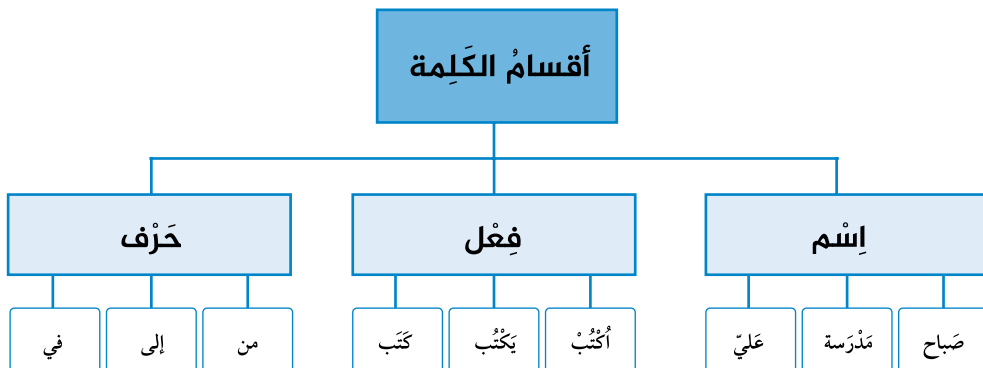 أقسامُ الكَلِمة
اِسْم
فِعْل
حَرْف
صَباح
مَدْرَسة
عَليّ
اُكْتُبْ
يَكْتُب
كَتَب
من
إلى
في